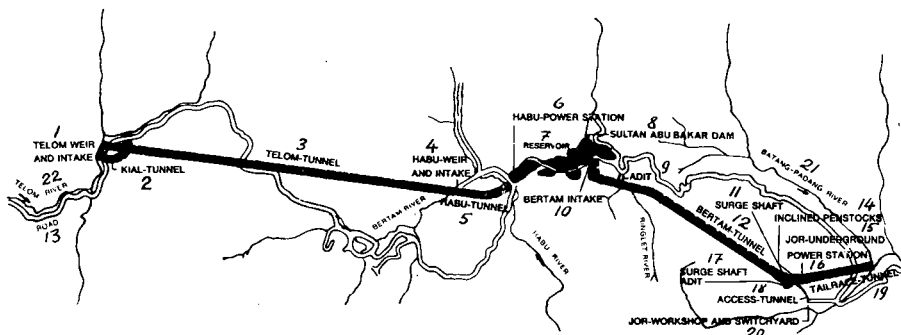 1
TELOM WEIR
AND INTAKE
KIAL-TUNNEL
2
22
TELOM RIVER
ROAD
13
3
TELOM-TUNNEL
4
HABU-WEIR
AND INTAKE
HABU-TUNNEL
5
BERTAM RIVER
HABU RIVER
6
HABU-POWER STATION
7
RESERVOIR
8
SULTAN ABU BAKAR DAM
9
ADIT
BERTAM INTAKE
10
RINGLET RIVER
BATANG-PADANG RIVER
21
11
SURGE SHAFT
12
BERTAM-TUNNEL
14
INCLINED PENSTOCKS
15
JOR-UNDERGROUND
POWER STATION
16
17
SURGE SHAFT
ADIT
18
TAILRACE-TUNNEL
19
ACCESS-TUNNEL
JOR-WORKSHOP AND SWITCHYARD
20